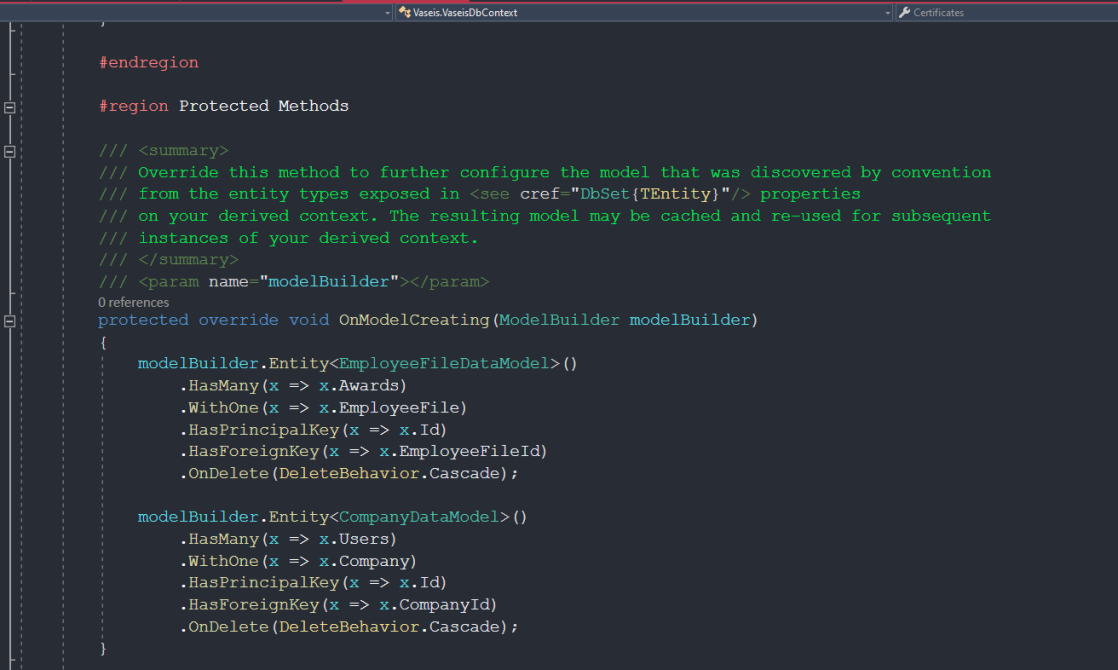 Vaseis.VaseisDbContext
Certificates
}
#endregion
#region Protected Methods
/// <summary>
/// Override this method to further configure the model that was discovered by convention
/// from the entity types exposed in <see cref="DbSet{TEntity}"/> properties
/// on your derived context. The resulting model may be cached and re-used for subsequent
/// instances of your derived context.
/// </summary>
/// <param name="modelBuilder"></param>
0 references
protected override void OnModelCreating(ModelBuilder modelBuilder)
{
modelBuilder.Entity<EmployeeFileDataModel>()
.HasMany(x => x.Awards)
.WithOne(x => x.EmployeeFile)
.HasPrincipalKey(x => x.Id)
.HasForeignKey(x => x.EmployeeFileId)
.OnDelete(DeleteBehavior.Cascade);
modelBuilder.Entity<CompanyDataModel>()
.HasMany(x => x.Users)
.WithOne(x => x.Company)
.HasPrincipalKey(x => x.Id)
.HasForeignKey(x => x.CompanyId)
.OnDelete(DeleteBehavior.Cascade);
}